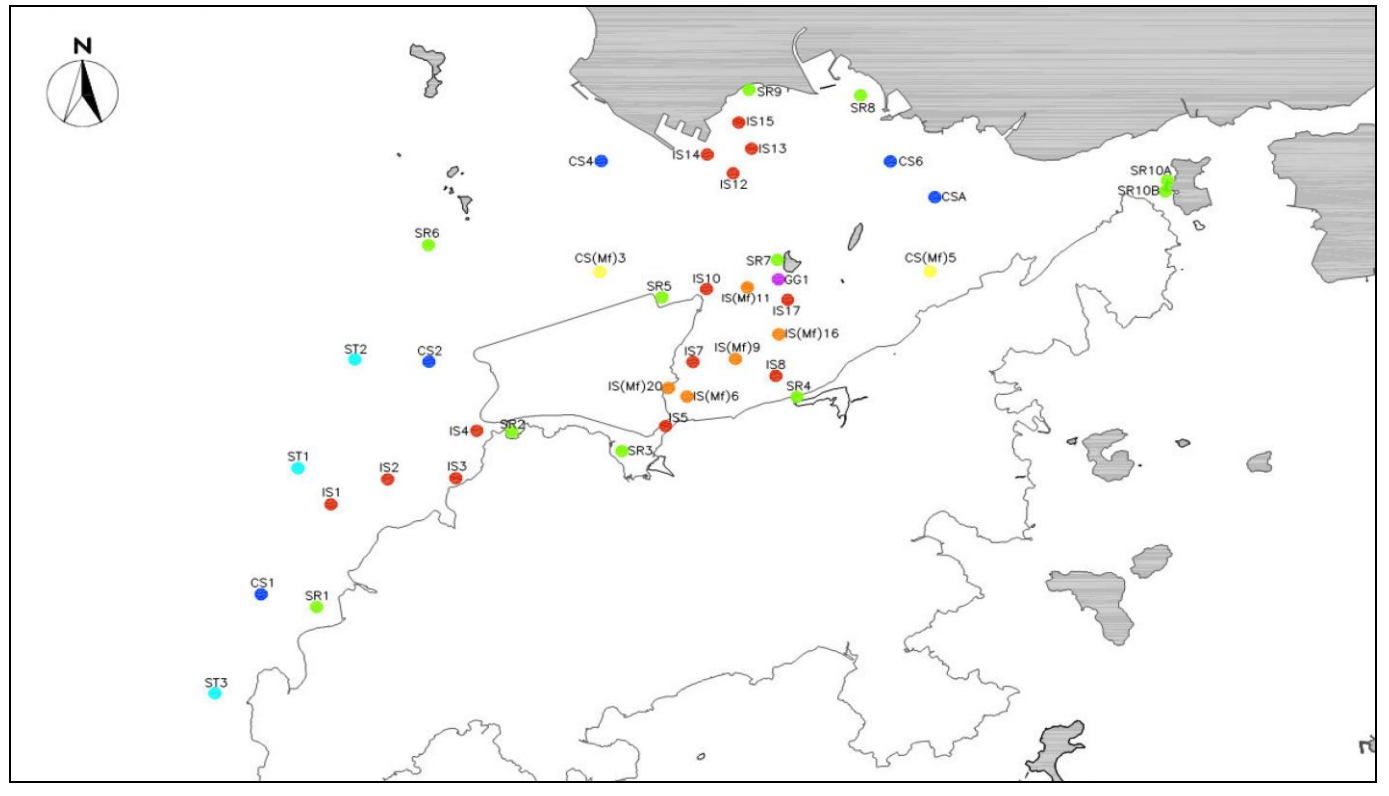 N
SR9
SR8
IS15
IS14
IS13
CS4
CS6
IS12
SR10A
SR10B
CSA
SR6
CS(Mf)3
SR7
CS(Mf)5
IS10
GG1
SR5
IS(Mf)11
IS17
IS(Mf)16
ST2
CS2
IS(Mf)9
IS7
IS8
IS(Mf)20
IS(Mf)6
SR4
IS5
SR2
IS4
SR3
ST1
IS2
IS3
IS1
CS1
SR1
ST3